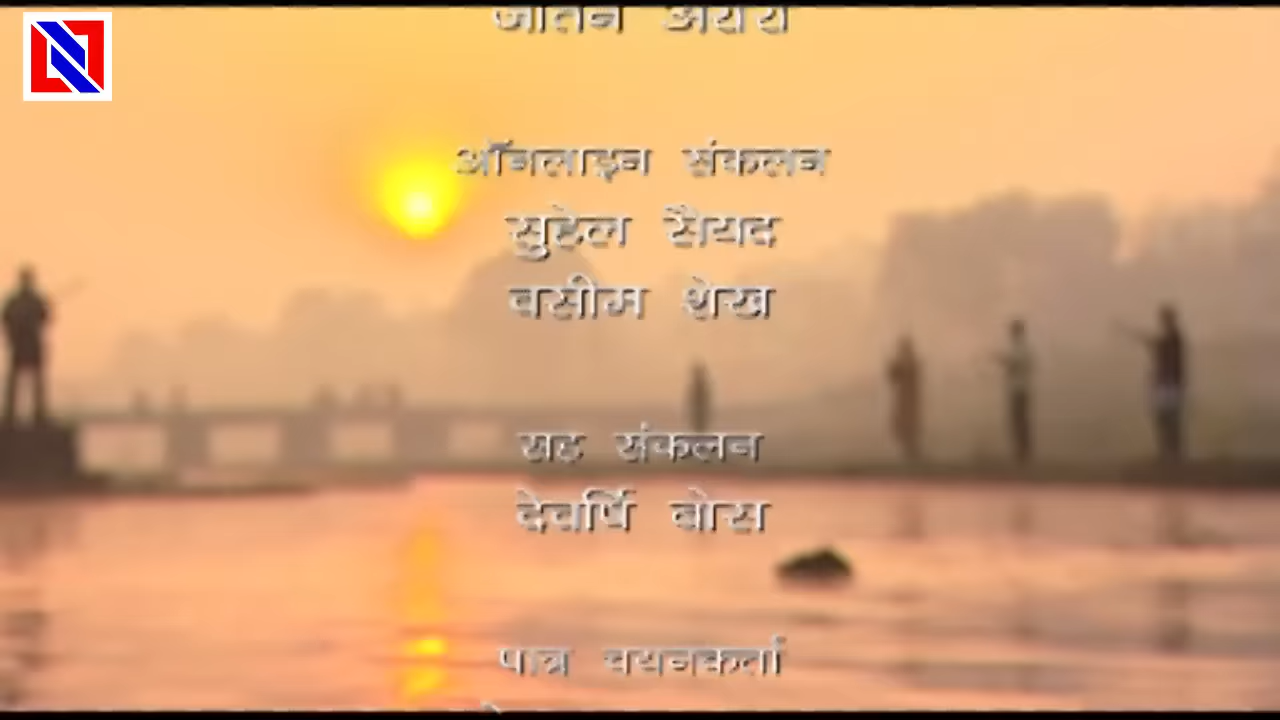 ऑनलाइन संकलन
सुहेल सैयद
वसीम शेख
सह संकलन
देवर्षि बोस
पात्र चयनकर्ता